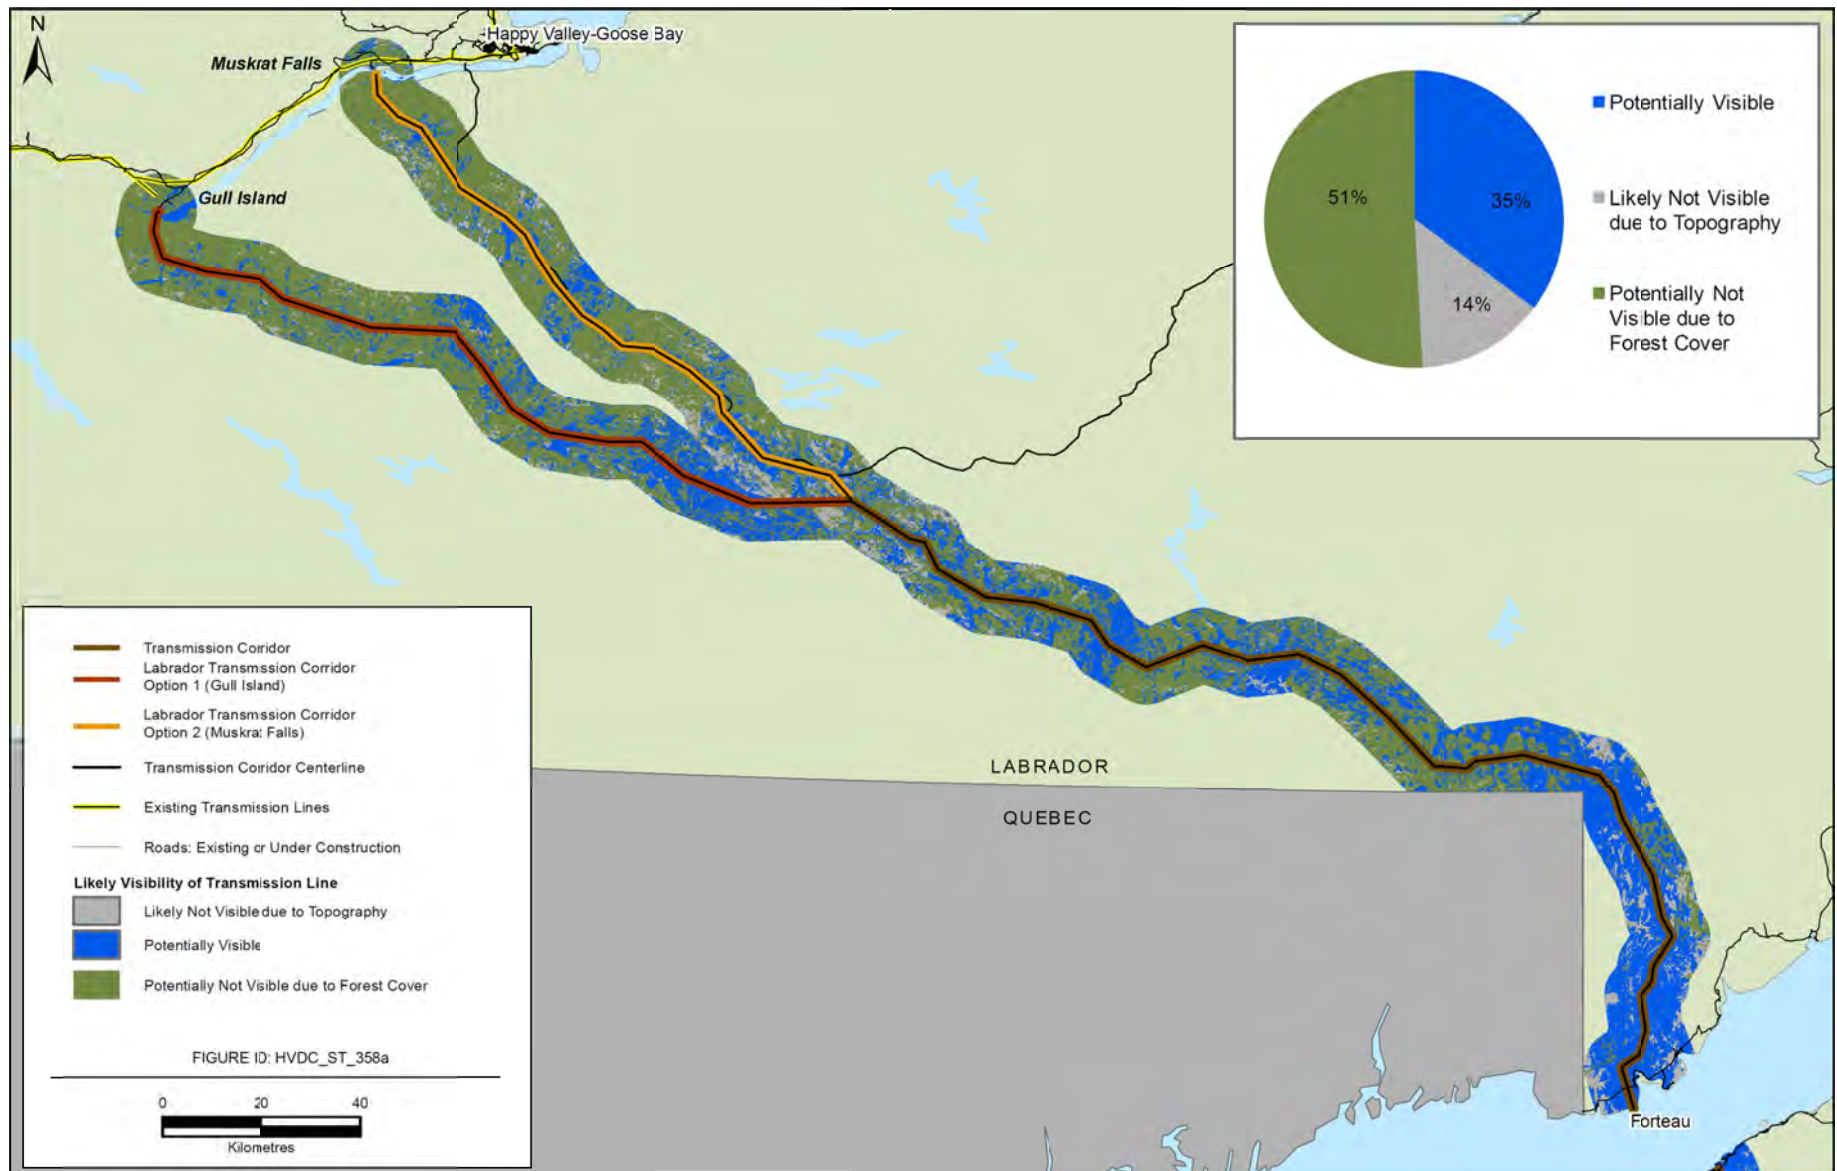 N
Happy Valley-Goose Bay
Muskrat Falls
Gull Island
Potentially Visible
Likely Not Visible
due to Topography
Potentially Not
Visible due to
Forest Cover
51%
35%
14%
Transmission Corridor
Labrador Transmission Corridor
Option 1 (Gull Island)
Labrador Transmission Corridor
Option 2 (Muskrat Falls)
Transmission Corridor Centerline
Existing Transmission Lines
Roads: Existing or Under Construction
Likely Visibility of Transmission Line
Likely Not Visible due to Topography
Potentially Visible
Potentially Not Visible due to Forest Cover
FIGURE ID: HVDC_ST_358a
0 20 40
Kilometres
LABRADOR
QUEBEC
Forteau